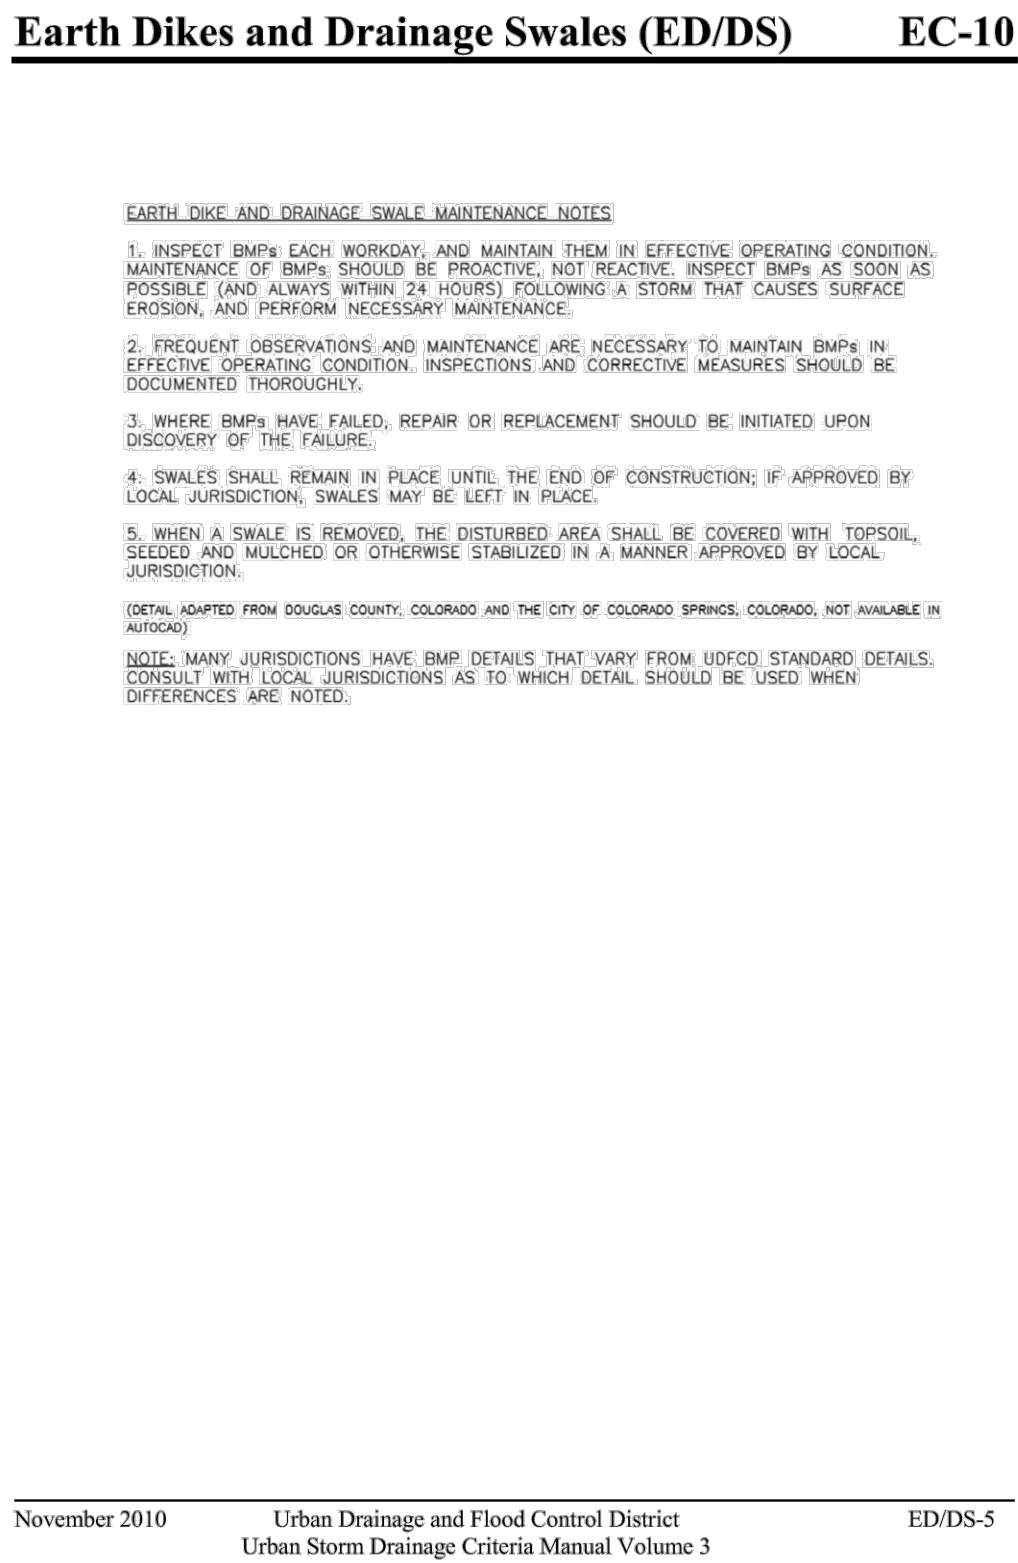 Earth Dikes and Drainage Swales (ED/DS) EC-10
EARTH DIKE AND DRAINAGE SWALE MAINTENANCE NOTES
1. INSPECT BMPs EACH WORKDAY, AND MAINTAIN THEM IN EFFECTIVE OPERATING CONDITION.
MAINTENANCE OF BMPs SHOULD BE PROACTIVE, NOT REACTIVE. INSPECT BMPs AS SOON AS
POSSIBLE (AND ALWAYS WITHIN 24 HOURS) FOLLOWING A STORM THAT CAUSES SURFACE
EROSION, AND PERFORM NECESSARY MAINTENANCE.
2. FREQUENT OBSERVATIONS AND MAINTENANCE ARE NECESSARY TO MAINTAIN BMPs IN
EFFECTIVE OPERATING CONDITION. INSPECTIONS AND CORRECTIVE MEASURES SHOULD BE
DOCUMENTED THOROUGHLY.
3. WHERE BMPs HAVE FAILED, REPAIR OR REPLACEMENT SHOULD BE INITIATED UPON
DISCOVERY OF THE FAILURE.
4. SWALES SHALL REMAIN IN PLACE UNTIL THE END OF CONSTRUCTION; IF APPROVED BY
LOCAL JURISDICTION, SWALES MAY BE LEFT IN PLACE.
5. WHEN A SWALE IS REMOVED, THE DISTURBED AREA SHALL BE COVERED WITH TOPSOIL,
SEEDED AND MULCHED OR OTHERWISE STABILIZED IN A MANNER APPROVED BY LOCAL
JURISDICTION.
(DETAIL ADAPTED FROM DOUGLAS COUNTY, COLORADO AND THE CITY OF COLORADO SPRINGS, COLORADO, NOT AVAILABLE IN
AUTOCAD)
NOTE: MANY JURISDICTIONS HAVE BMP DETAILS THAT VARY FROM UDFCD STANDARD DETAILS.
CONSULT WITH LOCAL JURISDICTIONS AS TO WHICH DETAIL SHOULD BE USED WHEN
DIFFERENCES ARE NOTED.
November 2010 Urban Drainage and Flood Control District ED/DS-5
Urban Storm Drainage Criteria Manual Volume 3